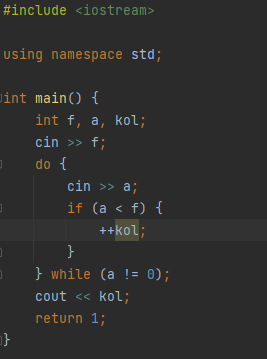 #include <iostream>
using namespace std;
int main() {
int f, a, kol;
cin >> f;
do {
cin >> a;
if (a < f) {
++kol;
}
} while (a != 0);
cout << kol;
return 1;
}